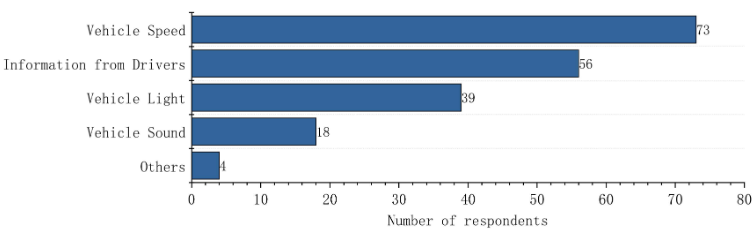 Vehicle Speed
73
Information from Drivers
56
Vehicle Light
39
Vehicle Sound
18
Others
4
0 10 20 30 40 50 60 70 80
Number of respondents